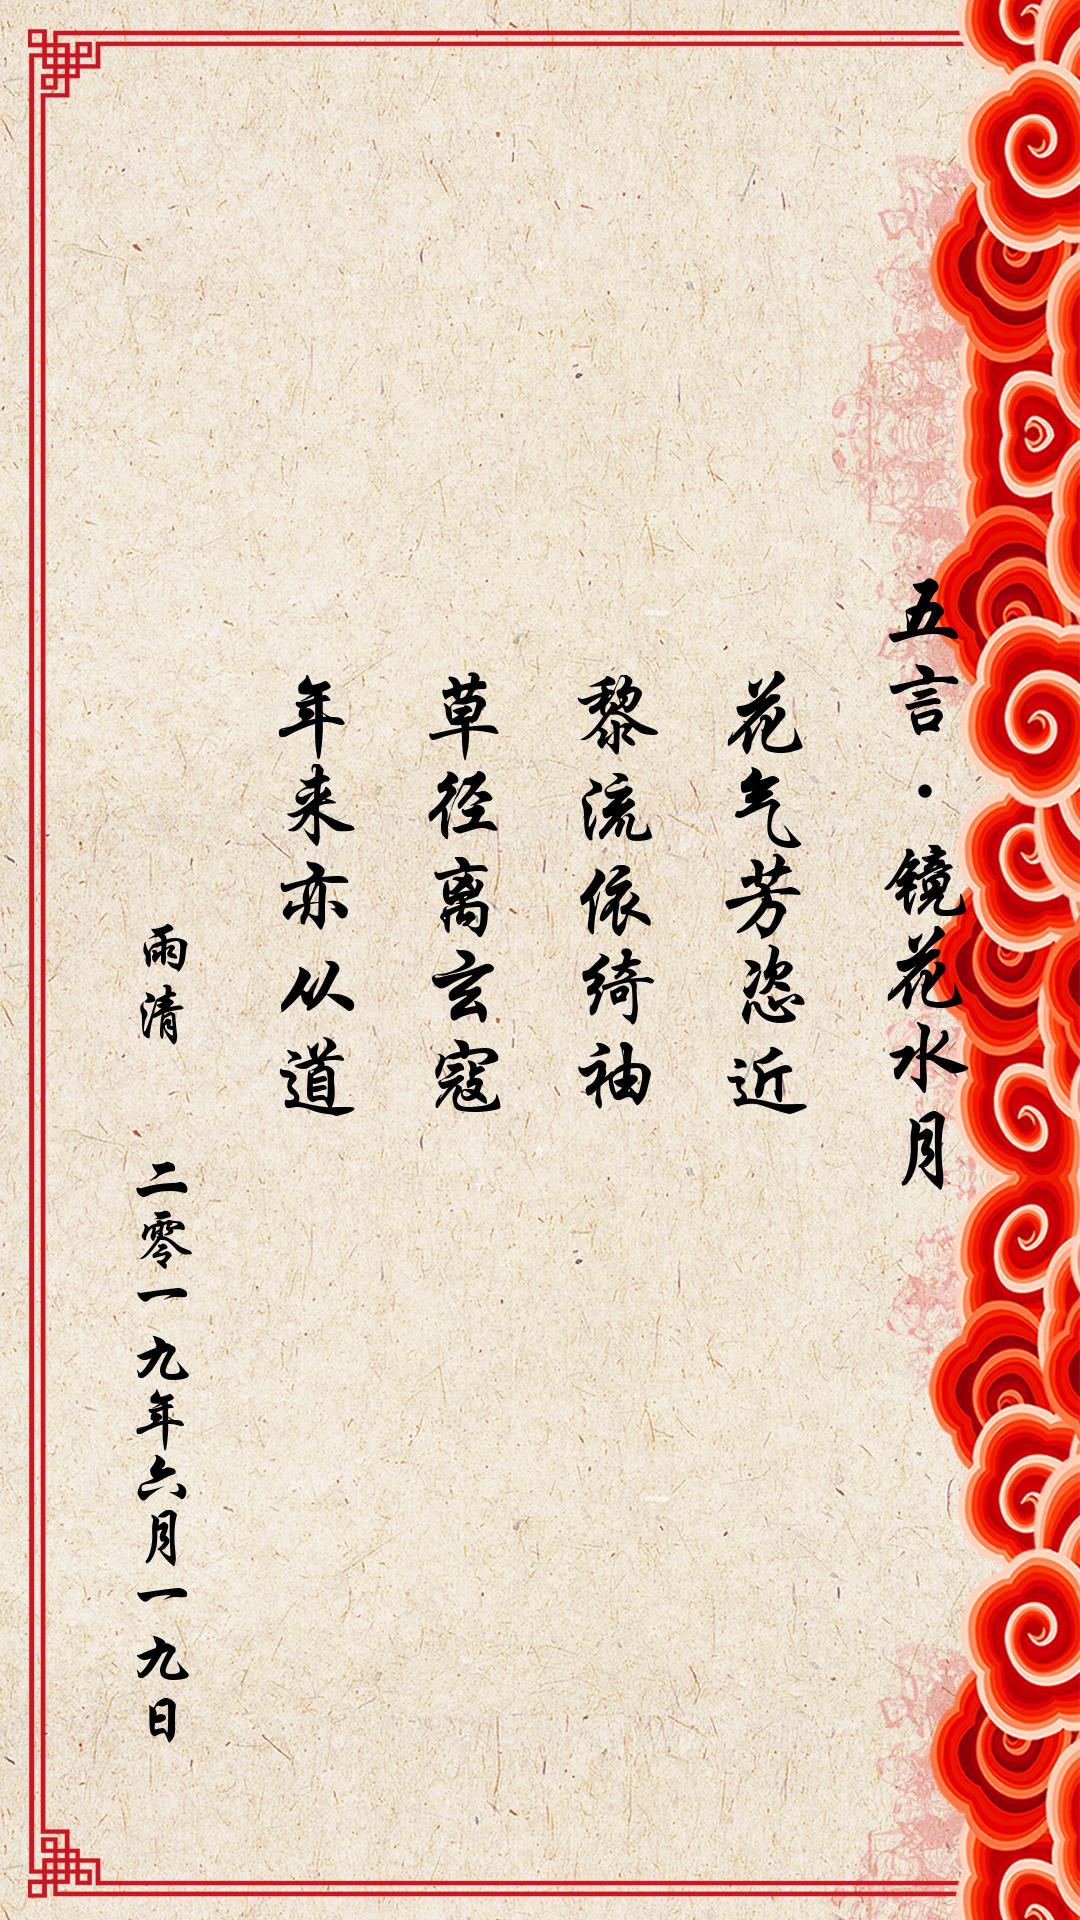 五言·镜花水月
花气芳恣近
黎流依绮袖
草径离玄寇
年来亦从道
雨清 二零一九年六月一九日